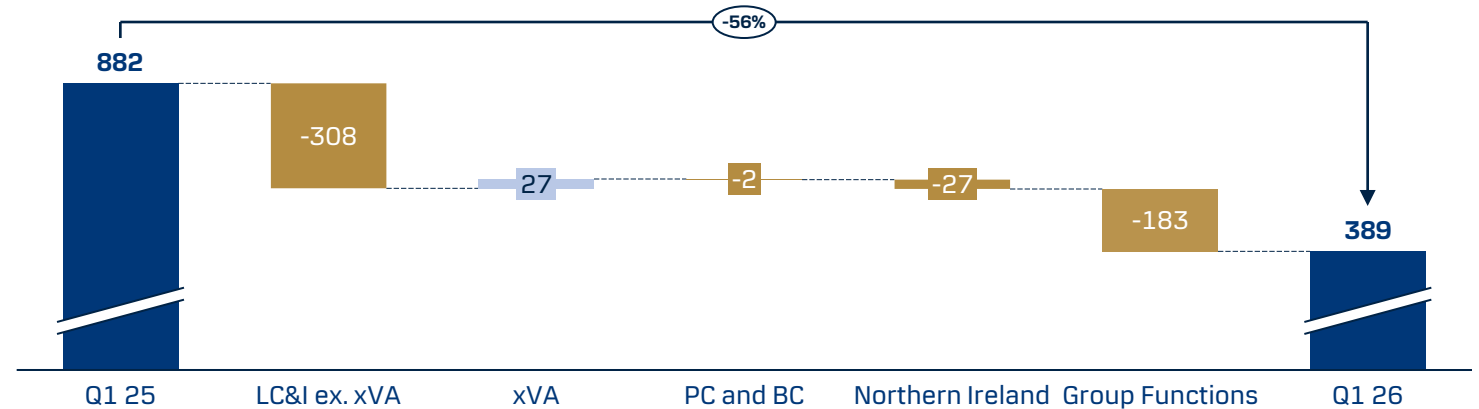 -56%
882
-308
27
-2
-27
-183
389
Q1 25
LC&I ex. xVA
xVA
PC and BC
Northern Ireland
Group Functions
Q1 26